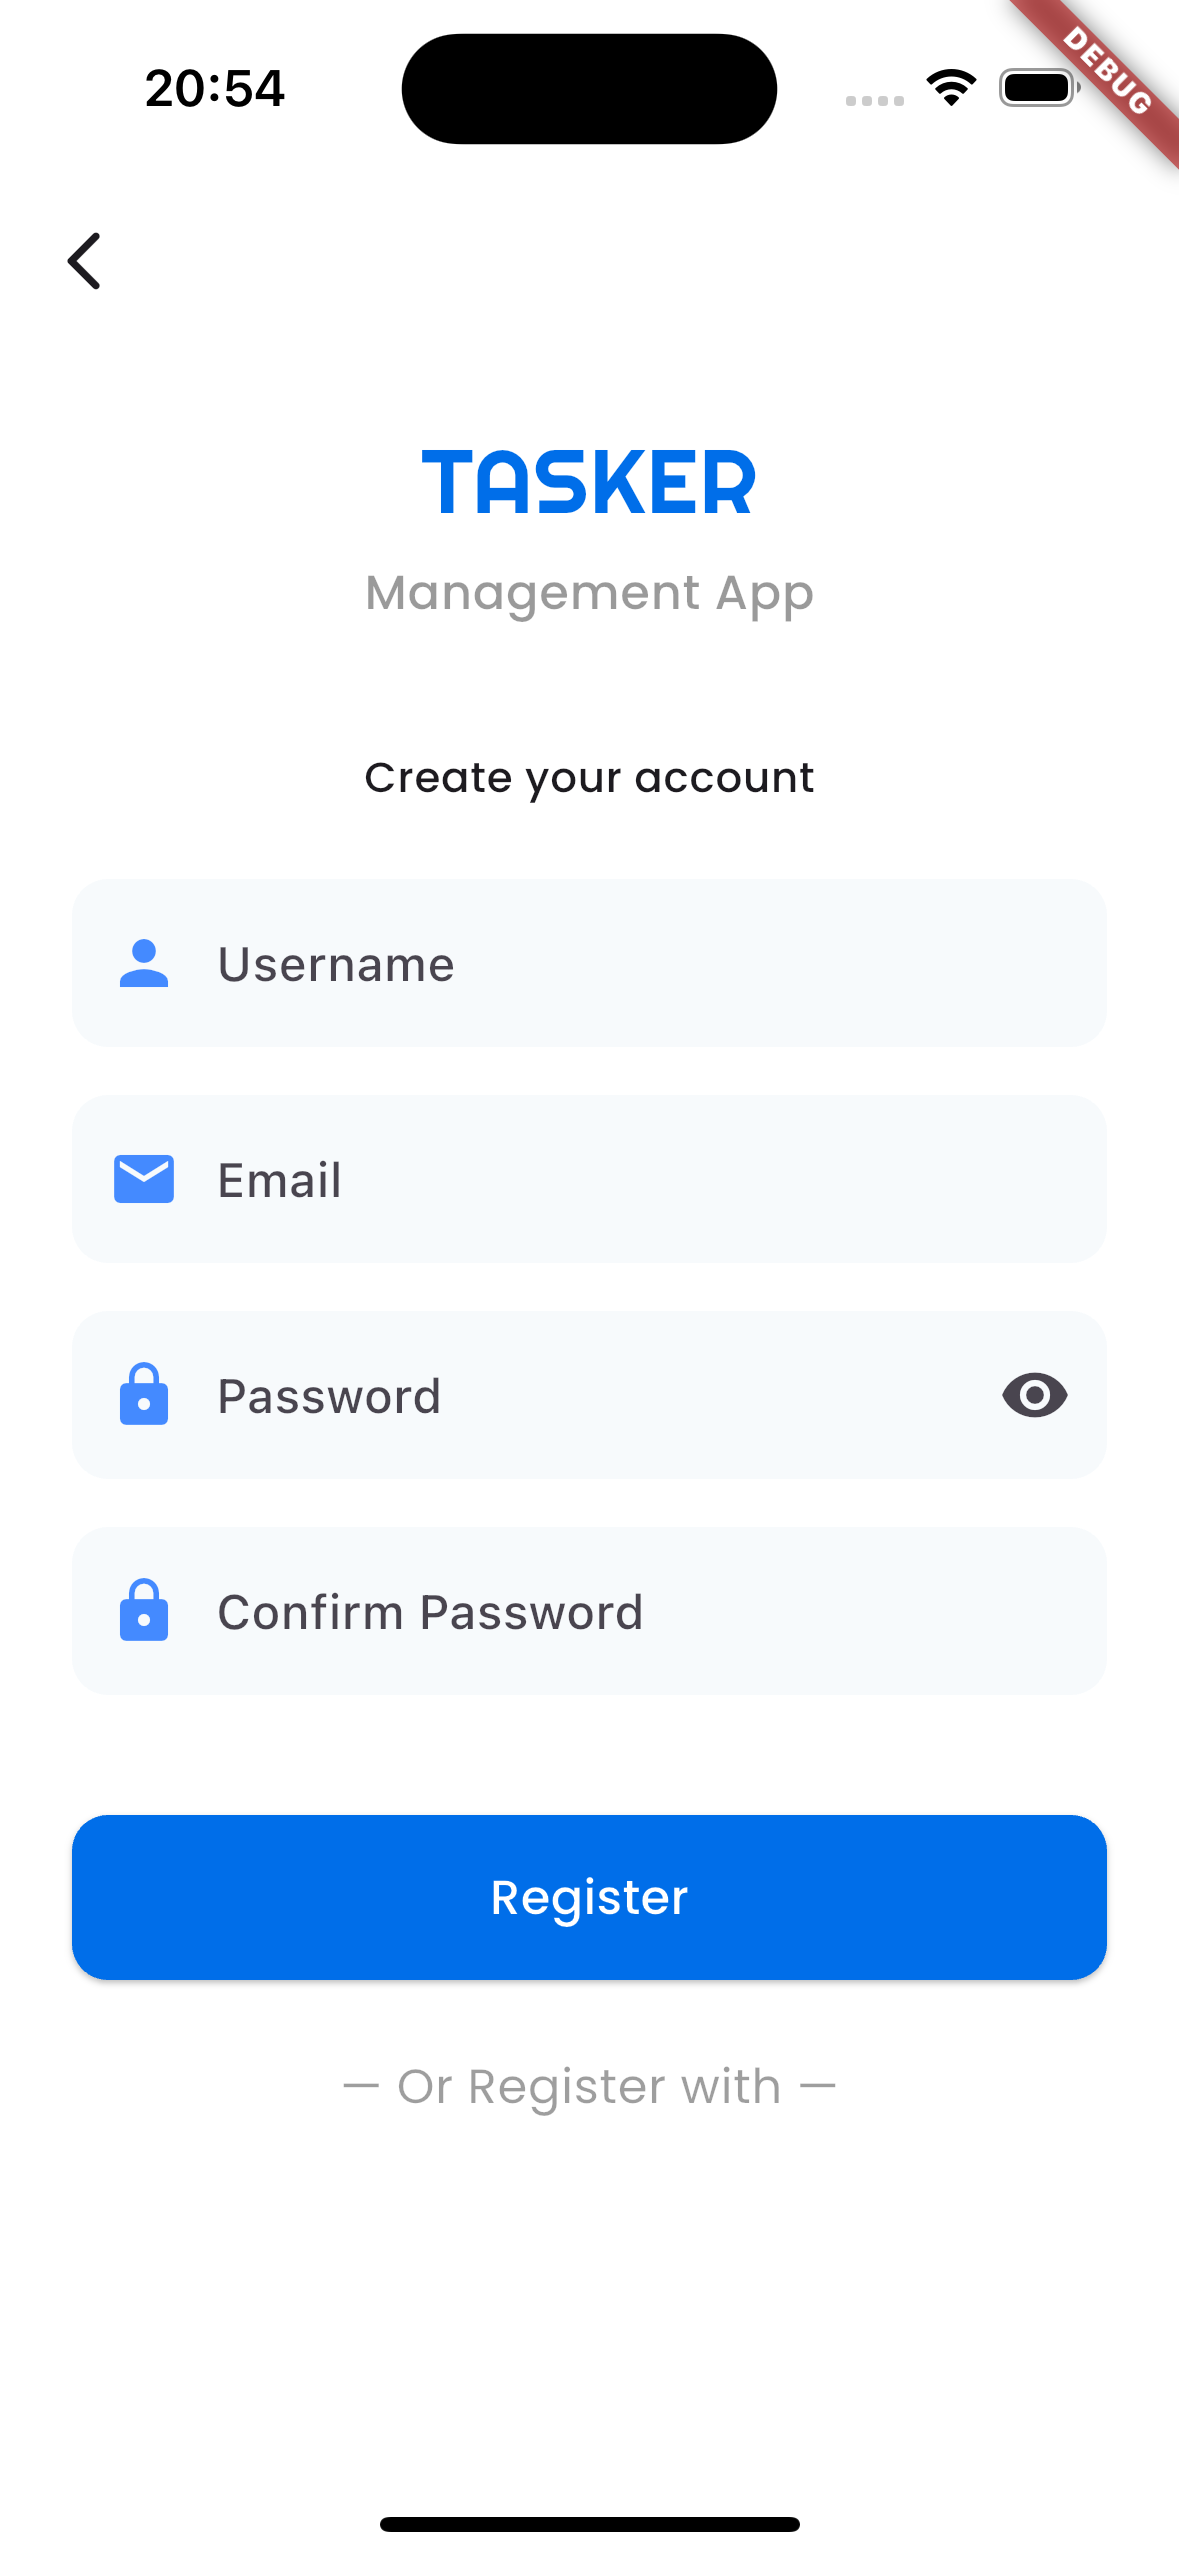 20:54
DEBUG
TASKER
Management App
Create your account
Username
Email
Password
Confirm Password
Register
— Or Register with —